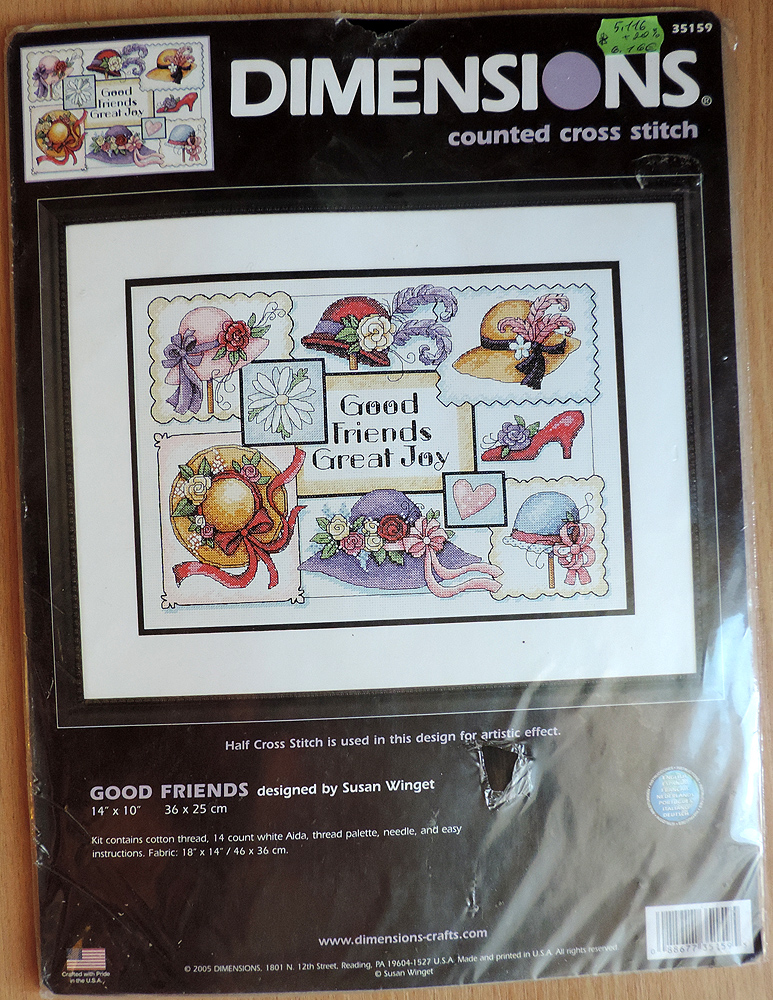 35159
DIMENSIONS®
counted cross stitch
Good
Friends
Great Joy
Good
Friends
Great Joy
Half Cross Stitch is used in this design for artistic effect.
GOOD FRIENDS designed by Susan Winget
14" x 10" 36 x 25 cm
Kit contains cotton thread, 14 count white Aida, thread palette, needle, and easy
instructions. Fabric: 18" x 14" / 46 x 36 cm.
www.dimensions-crafts.com
Crafted with Pride
in the U.S.A.
© 2005 DIMENSIONS. 1801 N. 12th Street, Reading, PA 19604-1527 U.S.A. Made and printed in U.S.A. All rights reserved.
© Susan Winget